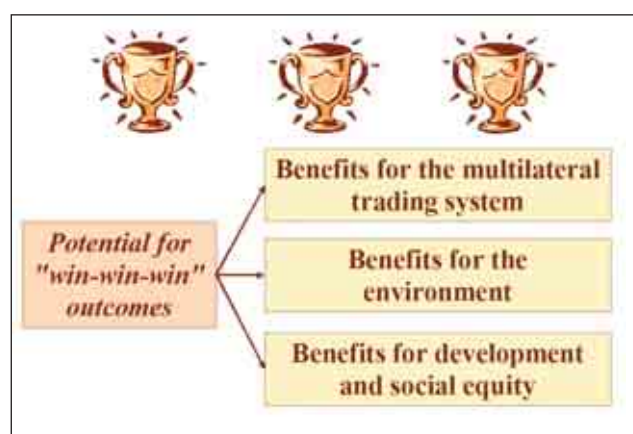 Benefits for the multilateral
trading system
Potential for
"win-win-win"
outcomes
Benefits for the
environment
Benefits for development
and social equity